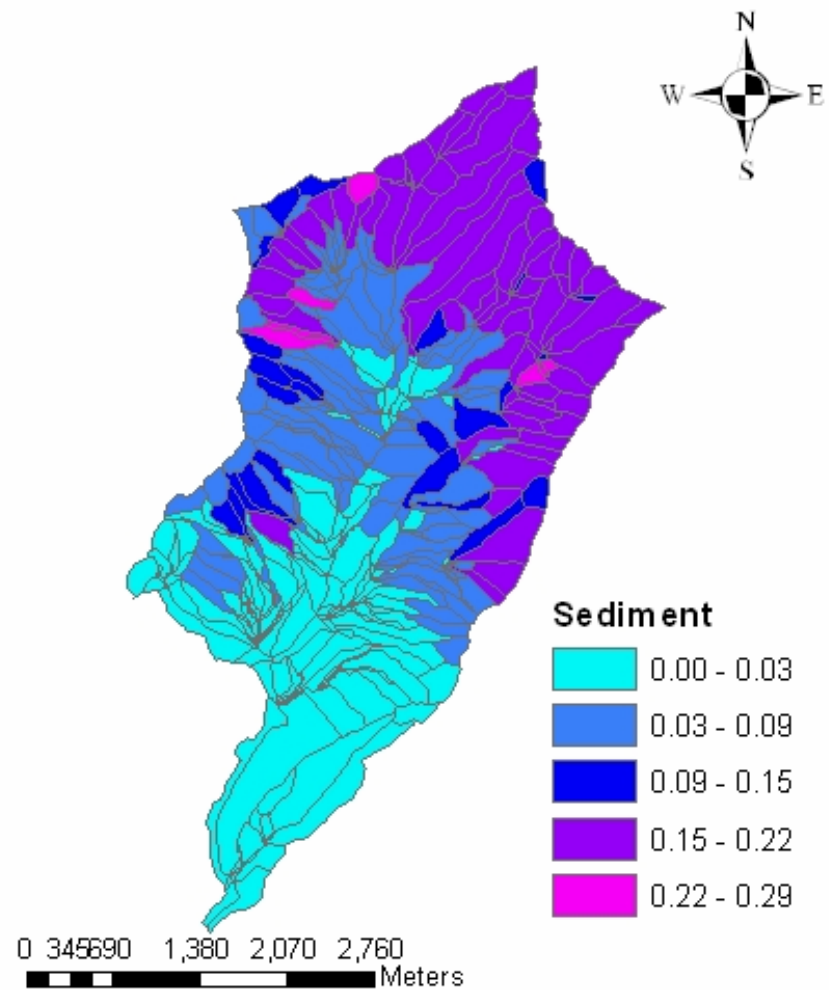 N
W E
S
Sediment
0.00 - 0.03
0.03 - 0.09
0.09 - 0.15
0.15 - 0.22
0.22 - 0.29
0 345690 1,380 2,070 2,760
Meters